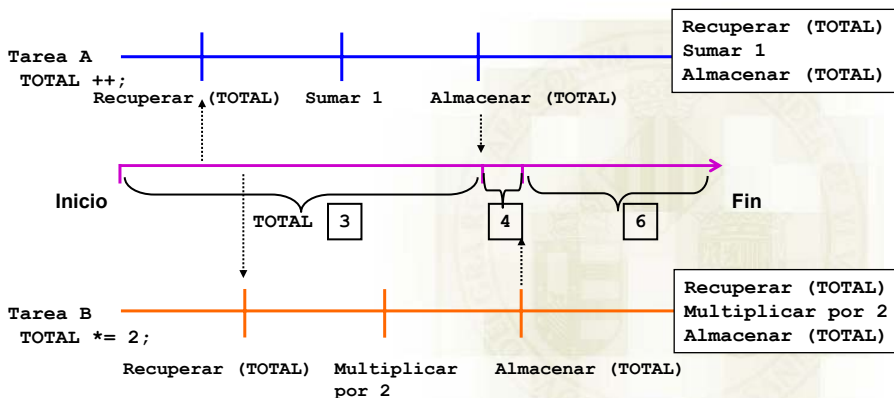 Recuperar (TOTAL)
Sumar 1
Almacenar (TOTAL)
Tarea A
TOTAL ++;
Recuperar (TOTAL)
Sumar 1
Almacenar (TOTAL)
Inicio
Fin
TOTAL
3
4
6
Tarea B
TOTAL *= 2;
Recuperar (TOTAL)
Multiplicar por 2
Almacenar (TOTAL)
Recuperar (TOTAL)
Multiplicar
por 2
Almacenar (TOTAL)